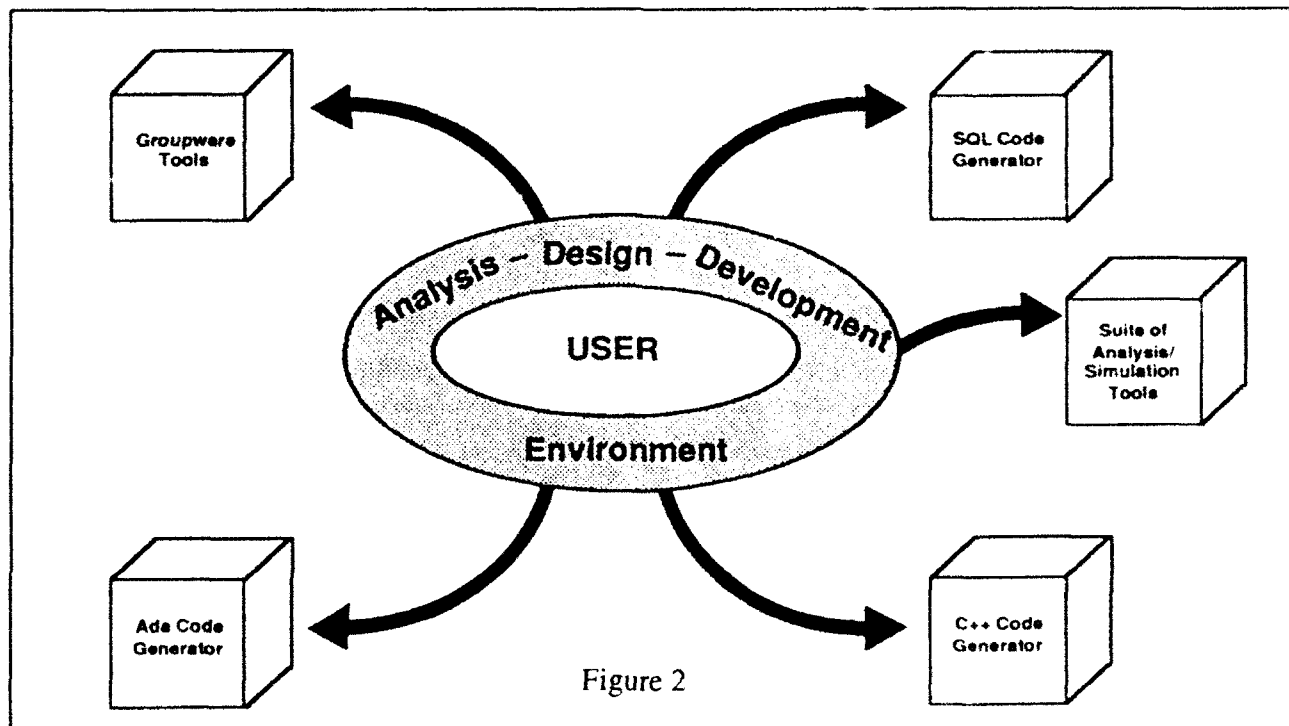 Groupware
Tools
SQL Code
Generator
Analysis – Design – Development
USER
Suite of
Analysis/
Simulation
Tools
Environment
Ada Code
Generator
C++ Code
Generator
Figure 2